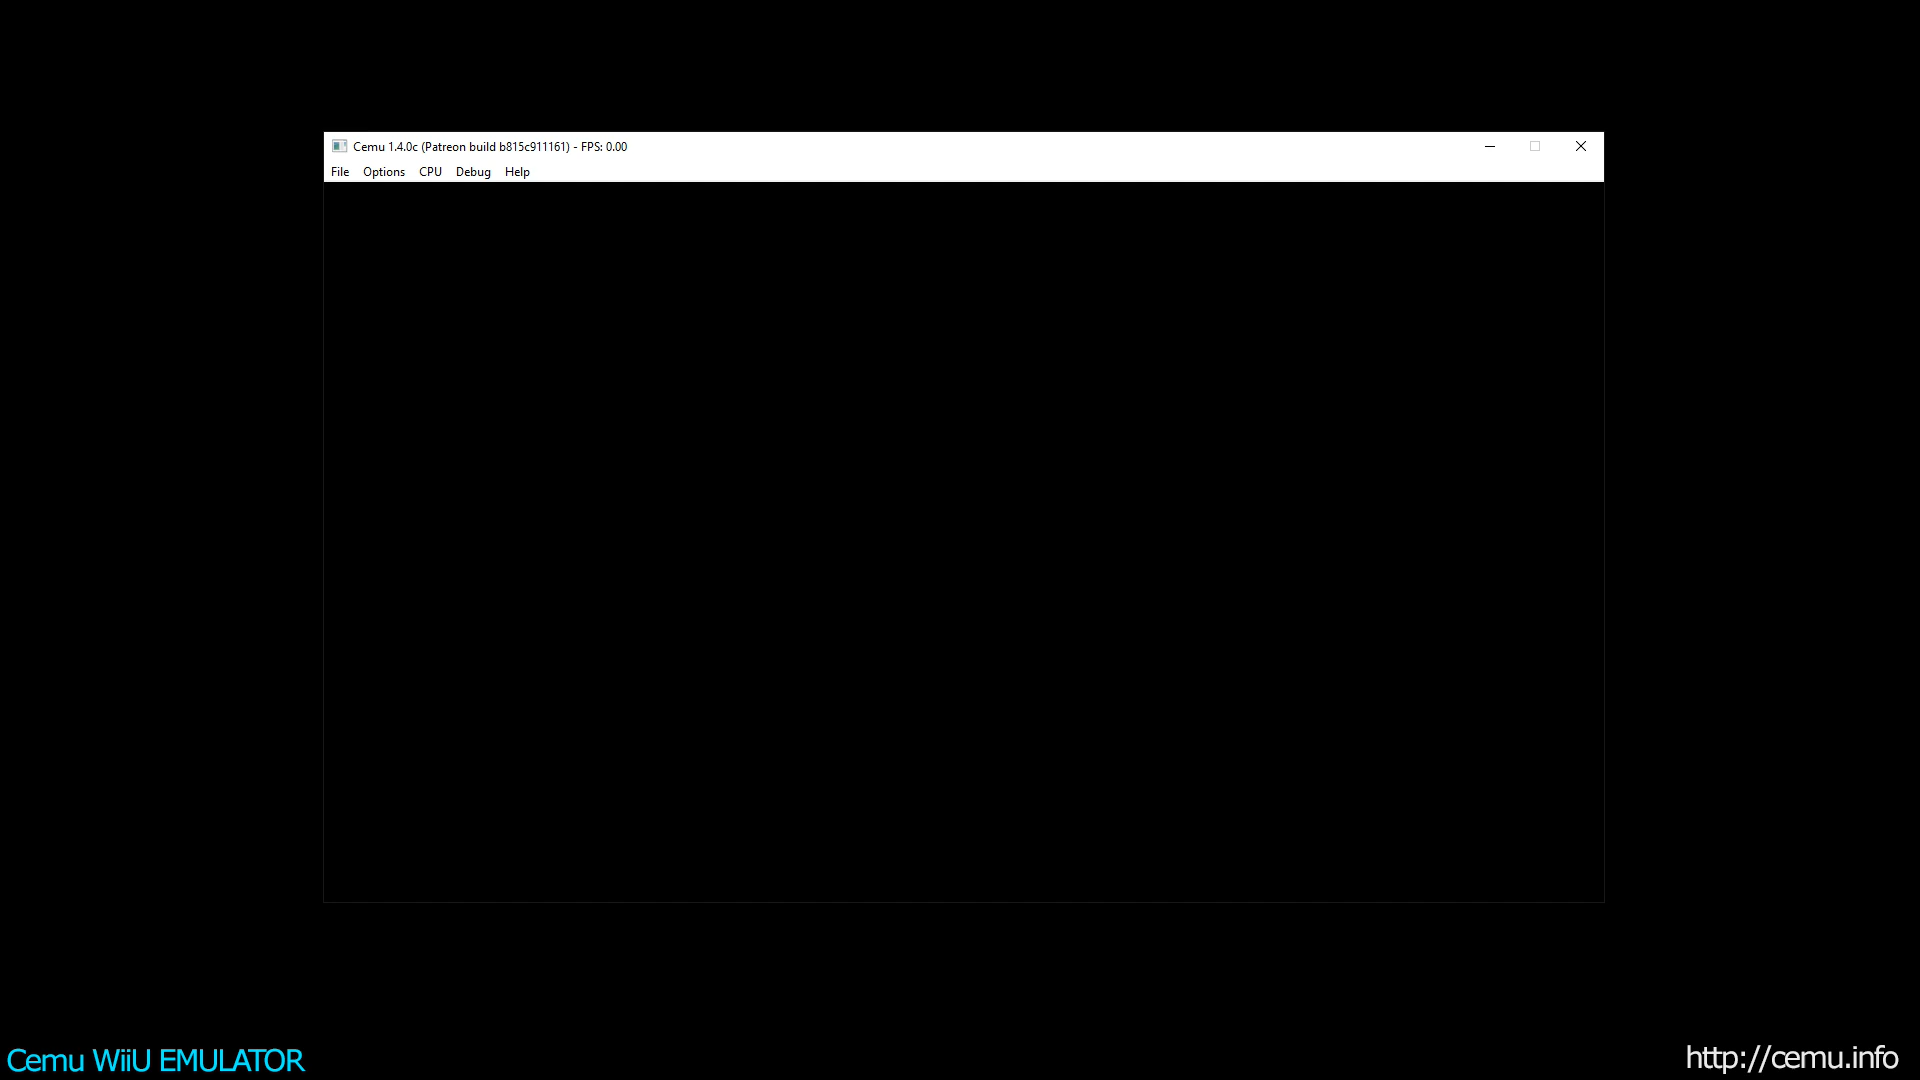 Cemu 1.4.0c (Patreon build b815c911161) - FPS: 0.00
File Options CPU Debug Help
Cemu WiiU EMULATOR
http://cemu.info